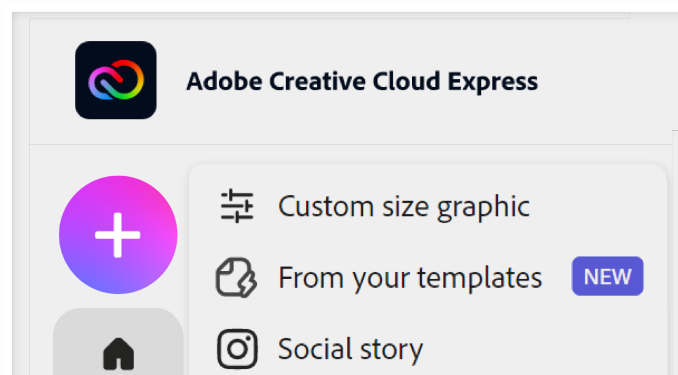 Adobe Creative Cloud Express
Custom size graphic
From your templates NEW
Social story